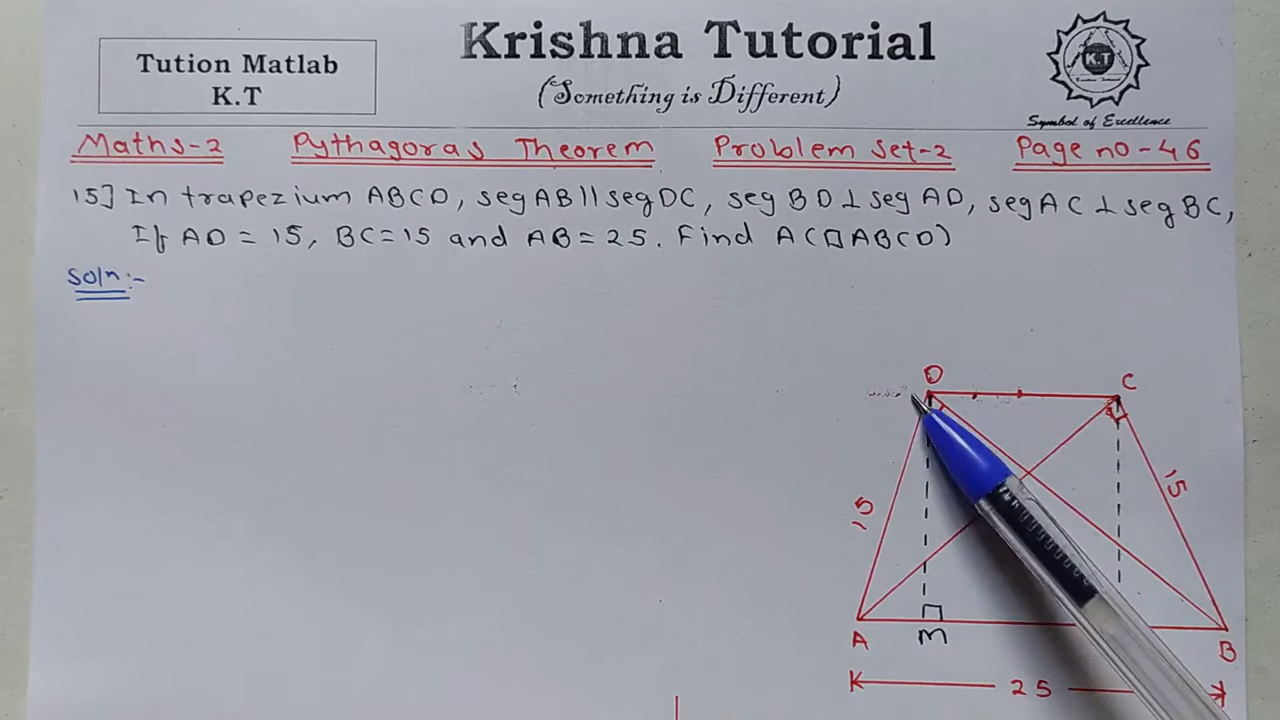 Tution Matlab
K.T
Krishna Tutorial
(Something is Different)
K.T
Symbol of Excellence
Maths-2 Pythagoras Theorem Problem set-2 Page no-46
15] In trapezium ABCD, seg AB || seg DC, seg BD ⊥ seg AD, seg AC ⊥ seg BC,
If AD = 15, BC=15 and AB=25. Find A(□ABCD)
Soln:-
D C
15 15
A M B
25